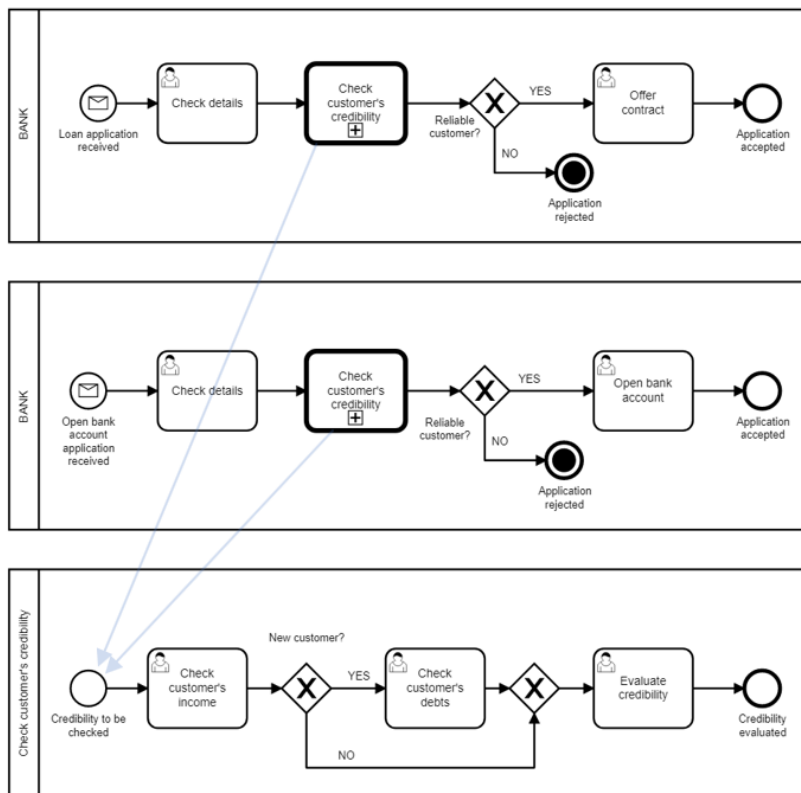 BANK
Loan application
received
Check details
Check
customer's
credibility
Reliable
customer?
YES
NO
Application
rejected
Offer
contract
Application
accepted
BANK
Open bank
account
application
received
Check details
Check
customer's
credibility
Reliable
customer?
YES
NO
Application
rejected
Open bank
account
Application
accepted
Check customer's credibility
Credibility to be
checked
Check
customer's
income
New customer?
YES
NO
Check
customer's
debts
Evaluate
credibility
Credibility
evaluated